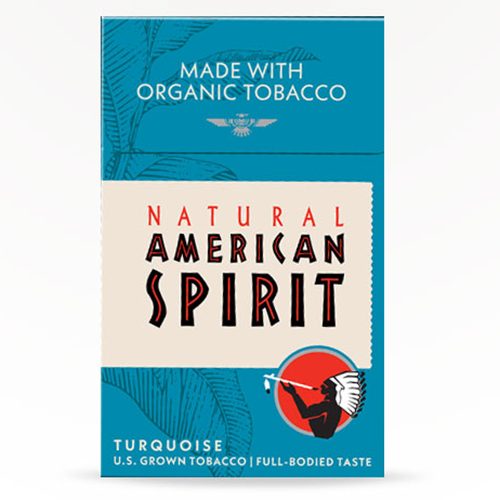 MADE WITH
ORGANIC TOBACCO
NATURAL
AMERICAN
SPIRIT
TURQUOISE
U.S. GROWN TOBACCO | FULL-BODIED TASTE